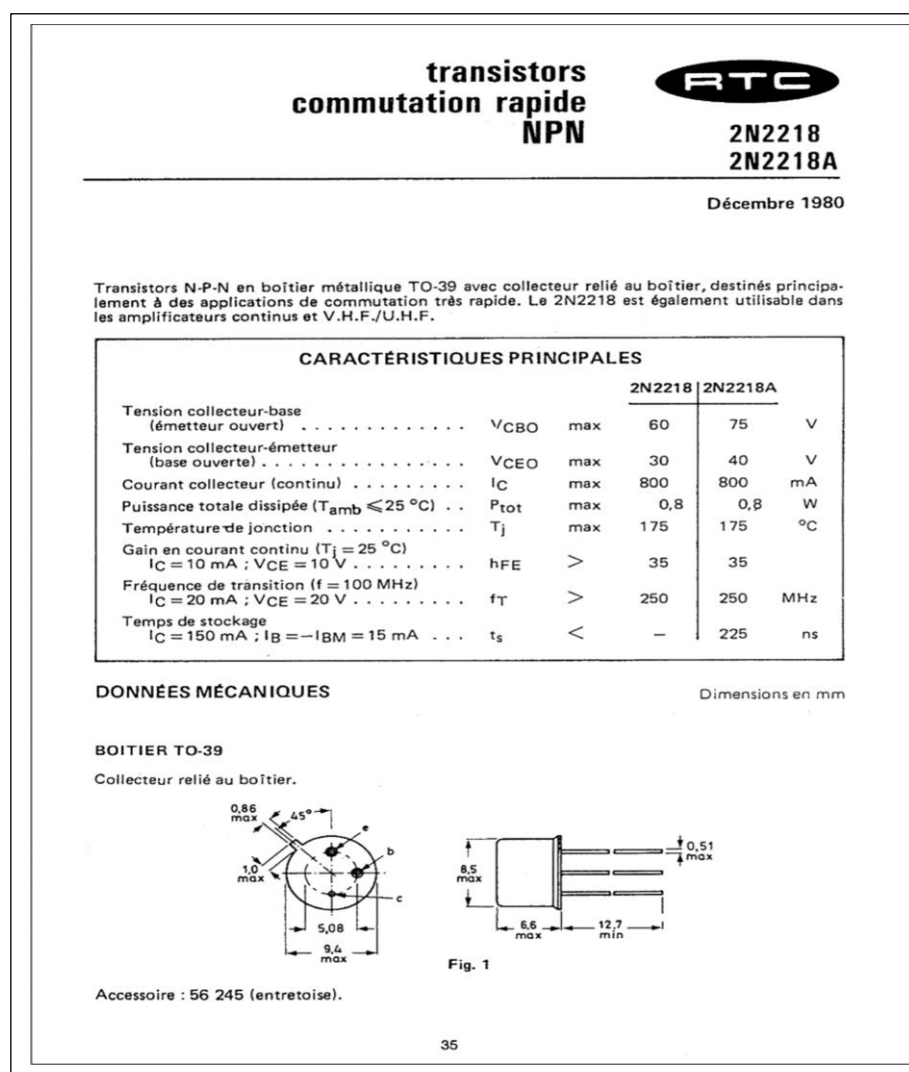 transistors
commutation rapide
NPN
RTC
2N2218
2N2218A
Décembre 1980
Transistors N-P-N en boîtier métallique TO-39 avec collecteur relié au boîtier, destinés principa-
lement à des applications de commutation très rapide. Le 2N2218 est également utilisable dans
les amplificateurs continus et V.H.F./U.H.F.
CARACTÉRISTIQUES PRINCIPALES
2N2218 2N2218A
Tension collecteur-base
(émetteur ouvert) . . . . . . . . . . . . . VCBO max 60 75 V
Tension collecteur-émetteur
(base ouverte) . . . . . . . . . . . . . . . . VCEO max 30 40 V
Courant collecteur (continu) . . . . . . . . . IC max 800 800 mA
Puissance totale dissipée (Tamb ⩽ 25 °C) . . Ptot max 0,8 0,8 W
Température de jonction . . . . . . . . . . . Tj max 175 175 °C
Gain en courant continu (Tj = 25 °C)
IC = 10 mA ; VCE = 10 V . . . . . . . . . hFE > 35 35
Fréquence de transition (f = 100 MHz)
IC = 20 mA ; VCE = 20 V . . . . . . . . . fT > 250 250 MHz
Temps de stockage
IC = 150 mA ; IB = −IBM = 15 mA . . . ts < – 225 ns
DONNÉES MÉCANIQUES Dimensions en mm
BOITIER TO-39
Collecteur relié au boîtier.
0,86
max
45°
e
b
c
1,0
max
5,08
9,4
max
8,5
max
6,6
max
12,7
min
0,51
max
Fig. 1
Accessoire : 56 245 (entretoise).
35